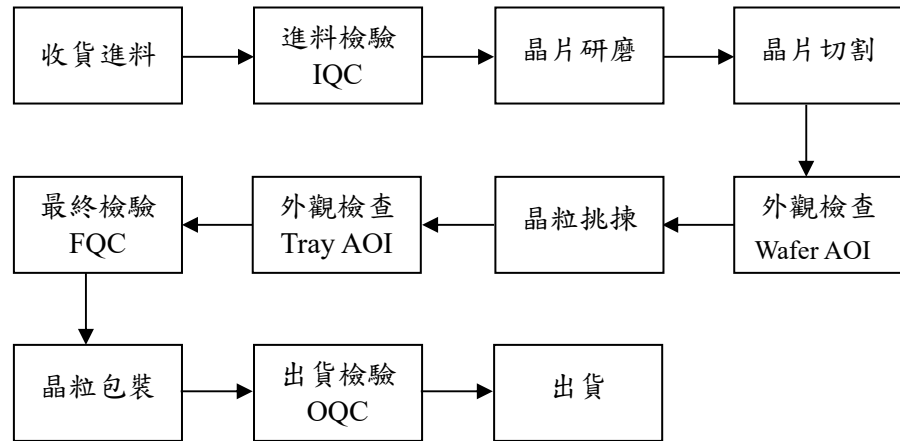 收貨進料
進料檢驗
IQC
晶片研磨
晶片切割
外觀檢查
Wafer AOI
晶粒挑揀
外觀檢查
Tray AOI
最終檢驗
FQC
晶粒包裝
出貨檢驗
OQC
出貨